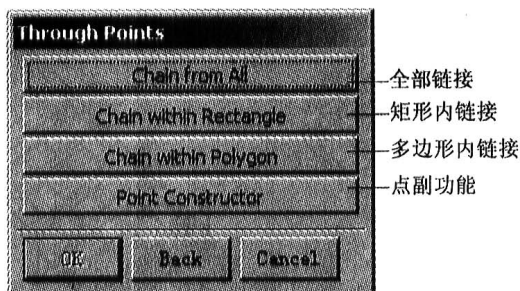 Through Points
Chain from All
全部链接
Chain within Rectangle
矩形内链接
Chain within Polygon
多边形内链接
Point Constructor
点副功能
OK
Back
Cancel